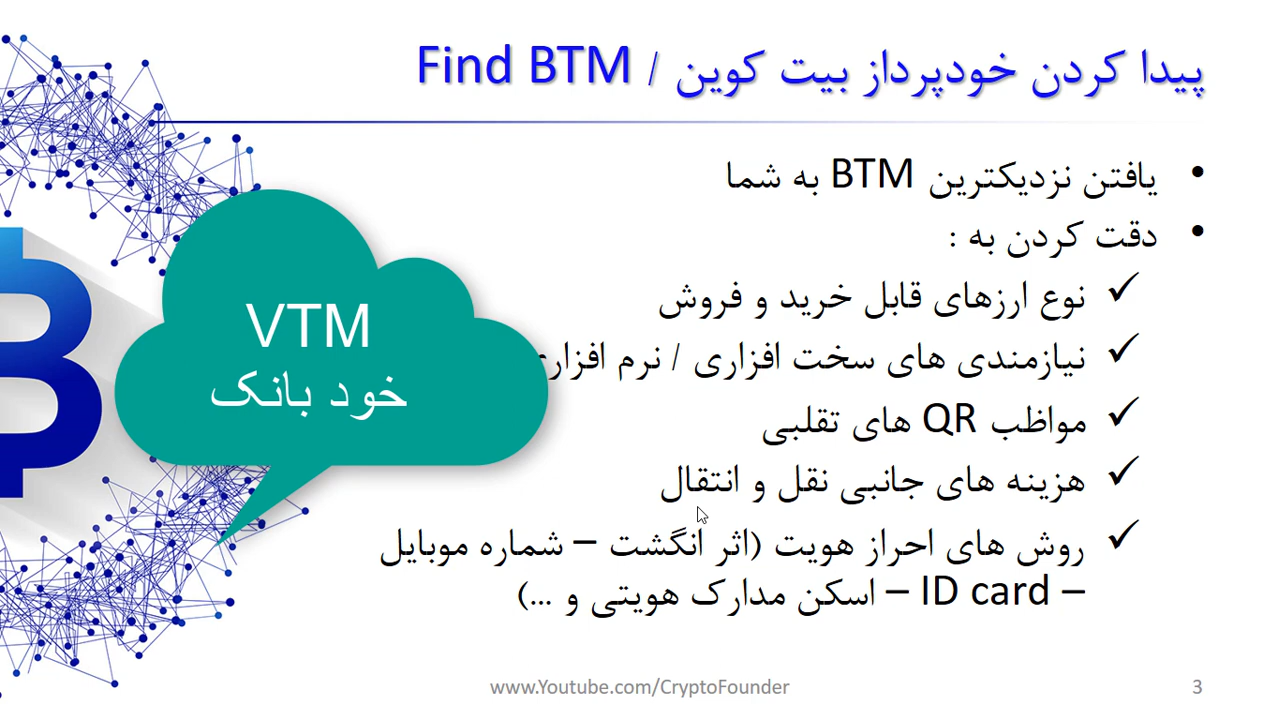 پیدا کردن خودپرداز بیت کوین / Find BTM
• یافتن نزدیکترین BTM به شما
• دقت کردن به :
✓ نوع ارزهای قابل خرید و فروش
✓ نیازمندی های سخت افزاری / نرم افزاری
✓ مواظب QR های تقلبی
✓ هزینه های جانبی نقل و انتقال
✓ روش های احراز هویت (اثر انگشت – شماره موبایل
– ID card – اسکن مدارک هویتی و ...)
VTM
خود بانک
www.Youtube.com/CryptoFounder
3